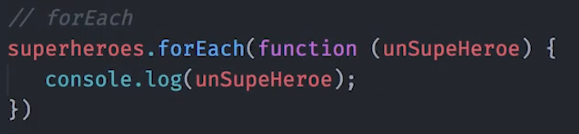 // forEach
superheroes.forEach(function (unSupeHeroe) {
console.log(unSupeHeroe);
})